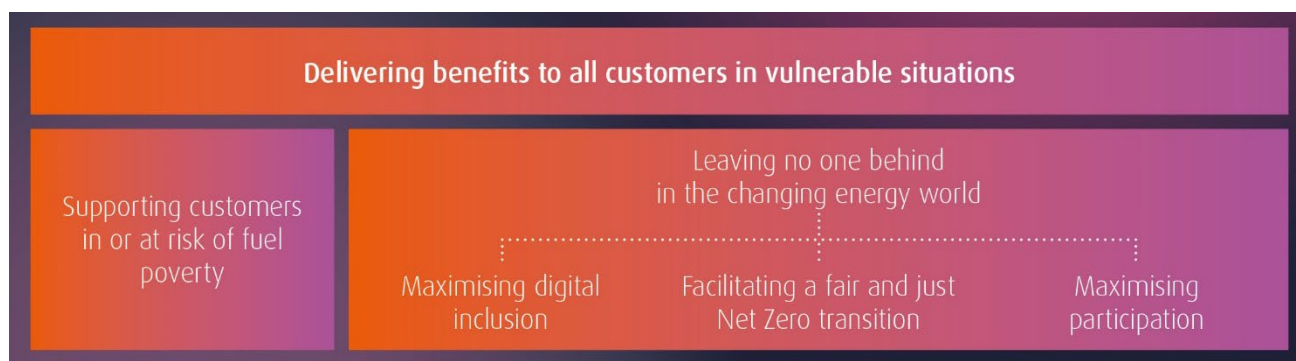 Delivering benefits to all customers in vulnerable situations
Supporting customers
in or at risk of fuel
poverty
Leaving no one behind
in the changing energy world
Maximising digital
inclusion
Facilitating a fair and just
Net Zero transition
Maximising
participation